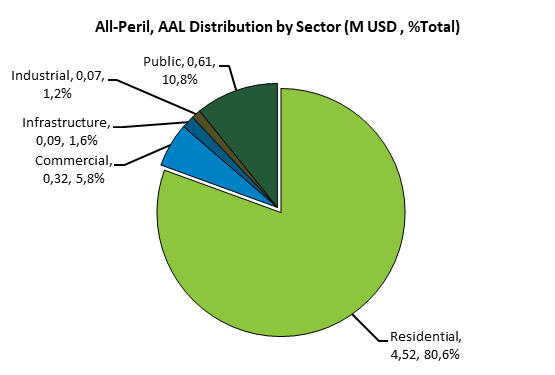 All-Peril, AAL Distribution by Sector (M USD , %Total)
Public, 0,61,
10,8%
Industrial, 0,07,
1,2%
Infrastructure,
0,09, 1,6%
Commercial,
0,32, 5,8%
Residential,
4,52, 80,6%